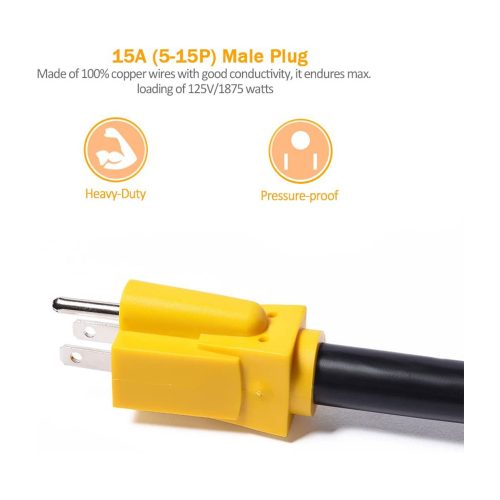 15A (5-15P) Male Plug
Made of 100% copper wires with good conductivity, it endures max.
loading of 125V/1875 watts
Heavy-Duty
Pressure-proof